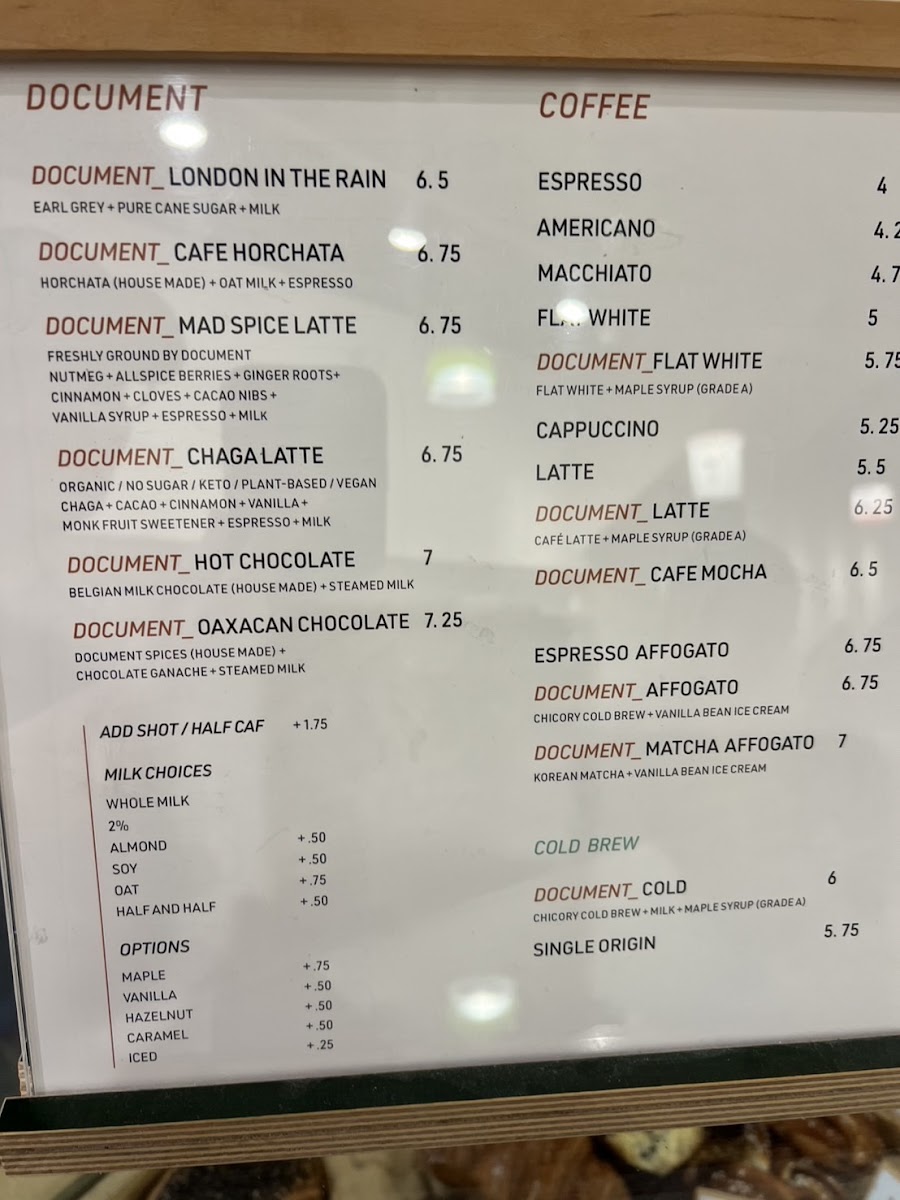 DOCUMENT
DOCUMENT_ LONDON IN THE RAIN 6.5
EARL GREY + PURE CANE SUGAR + MILK
DOCUMENT_ CAFE HORCHATA 6.75
HORCHATA (HOUSE MADE) + OAT MILK + ESPRESSO
DOCUMENT_ MAD SPICE LATTE 6.75
FRESHLY GROUND BY DOCUMENT
NUTMEG + ALLSPICE BERRIES + GINGER ROOTS+
CINNAMON + CLOVES + CACAO NIBS +
VANILLA SYRUP + ESPRESSO + MILK
DOCUMENT_ CHAGA LATTE 6.75
ORGANIC / NO SUGAR / KETO / PLANT-BASED / VEGAN
CHAGA + CACAO + CINNAMON + VANILLA +
MONK FRUIT SWEETENER + ESPRESSO + MILK
DOCUMENT_ HOT CHOCOLATE 7
BELGIAN MILK CHOCOLATE (HOUSE MADE) + STEAMED MILK
DOCUMENT_ OAXACAN CHOCOLATE 7.25
DOCUMENT SPICES (HOUSE MADE) +
CHOCOLATE GANACHE + STEAMED MILK
ADD SHOT / HALF CAF +1.75
MILK CHOICES
WHOLE MILK
2%
ALMOND +.50
SOY +.50
OAT +.75
HALF AND HALF +.50
OPTIONS
MAPLE +.75
VANILLA +.50
HAZELNUT +.50
CARAMEL +.50
ICED +.25
COFFEE
ESPRESSO 4
AMERICANO 4.2
MACCHIATO 4.7
FLAT WHITE 5
DOCUMENT_FLAT WHITE 5.75
FLAT WHITE + MAPLE SYRUP (GRADE A)
CAPPUCCINO 5.25
LATTE 5.5
DOCUMENT_ LATTE 6.25
CAFÉ LATTE + MAPLE SYRUP (GRADE A)
DOCUMENT_ CAFE MOCHA 6.5
ESPRESSO AFFOGATO 6.75
DOCUMENT_ AFFOGATO 6.75
CHICORY COLD BREW + VANILLA BEAN ICE CREAM
DOCUMENT_ MATCHA AFFOGATO 7
KOREAN MATCHA + VANILLA BEAN ICE CREAM
COLD BREW
DOCUMENT_ COLD 6
CHICORY COLD BREW + MILK + MAPLE SYRUP (GRADE A)
SINGLE ORIGIN 5.75